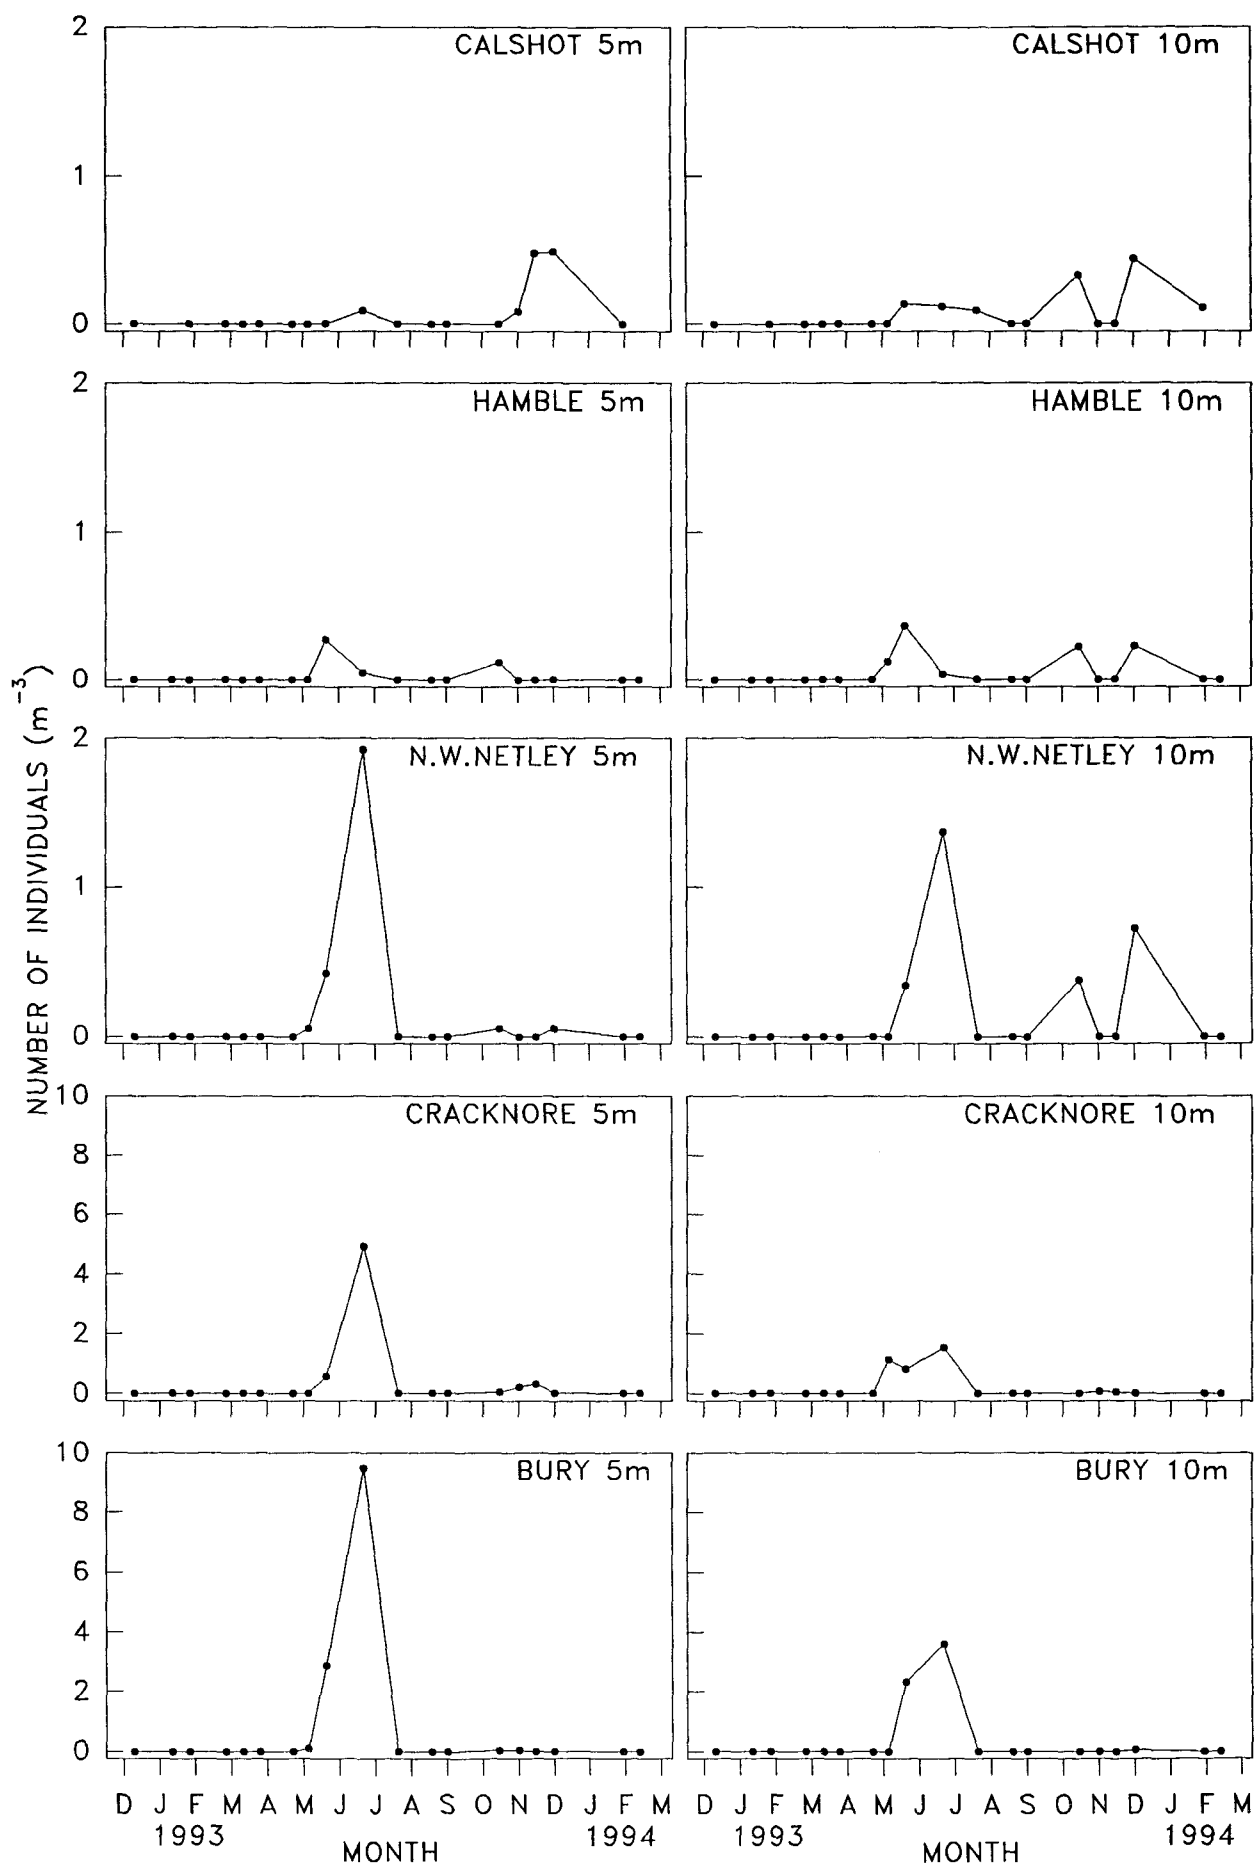 NUMBER OF INDIVIDUALS (m⁻³)
2
1
0
CALSHOT 5m
CALSHOT 10m
2
1
0
HAMBLE 5m
HAMBLE 10m
2
1
0
N.W.NETLEY 5m
N.W.NETLEY 10m
10
8
6
4
2
0
CRACKNORE 5m
CRACKNORE 10m
10
8
6
4
2
0
BURY 5m
BURY 10m
D J F M A M J J A S O N D J F M
D J F M A M J J A S O N D J F M
1993 1994
1993 1994
MONTH
MONTH